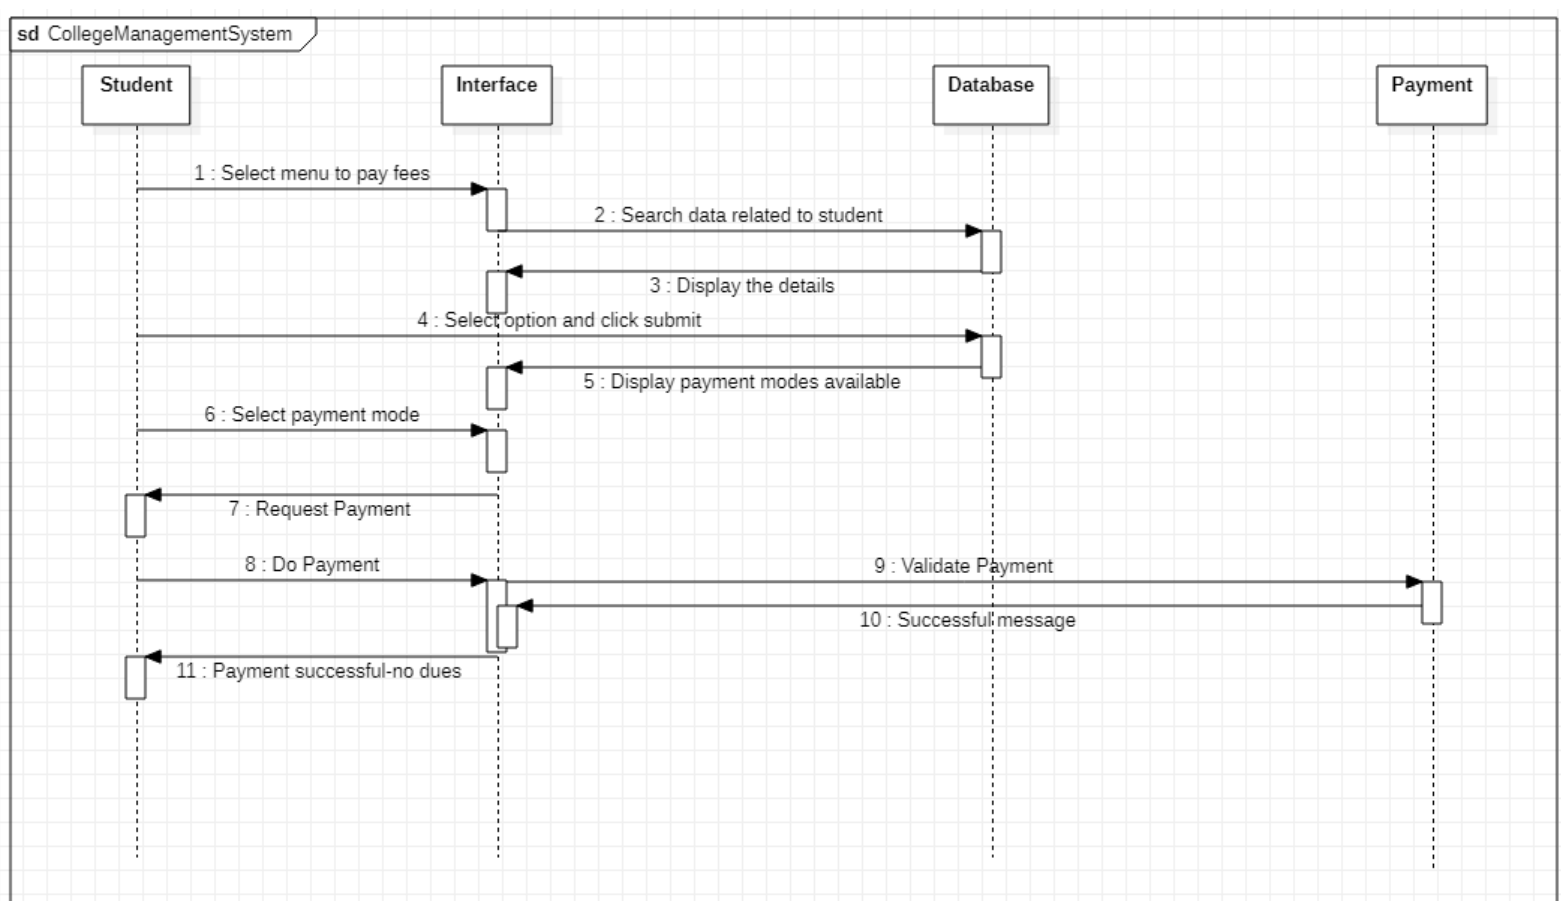 sd CollegeManagementSystem
Student
Interface
Database
Payment
1 : Select menu to pay fees
2 : Search data related to student
3 : Display the details
4 : Select option and click submit
5 : Display payment modes available
6 : Select payment mode
7 : Request Payment
8 : Do Payment
9 : Validate Payment
10 : Successful message
11 : Payment successful-no dues